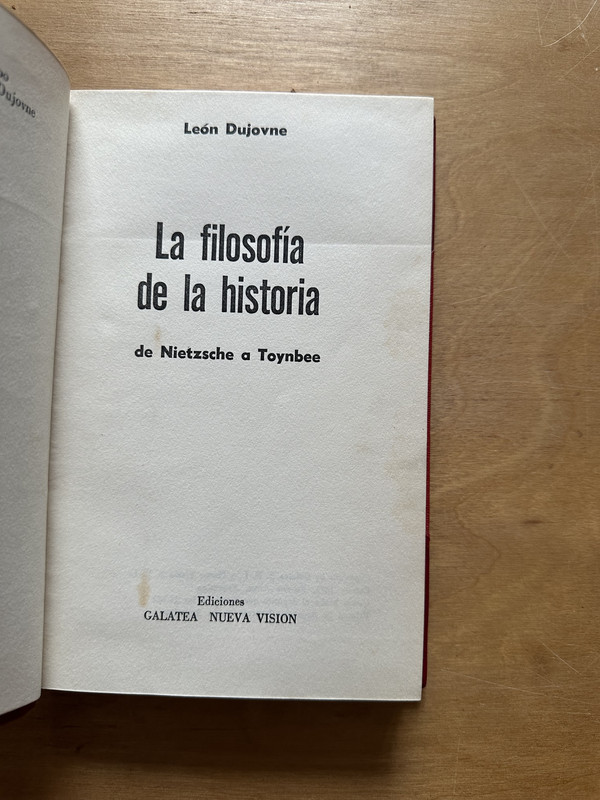 Dujovne
León Dujovne
La filosofía
de la historia
de Nietzsche a Toynbee
Ediciones
GALATEA NUEVA VISION